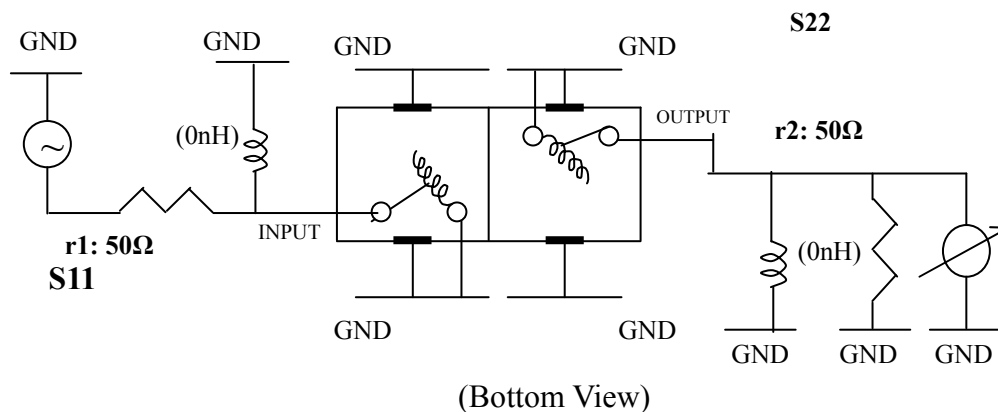 S22
GND
GND
GND
GND
(0nH)
OUTPUT
r2: 50Ω
r1: 50Ω
INPUT
S11
(0nH)
GND
GND
GND
GND
GND
(Bottom View)